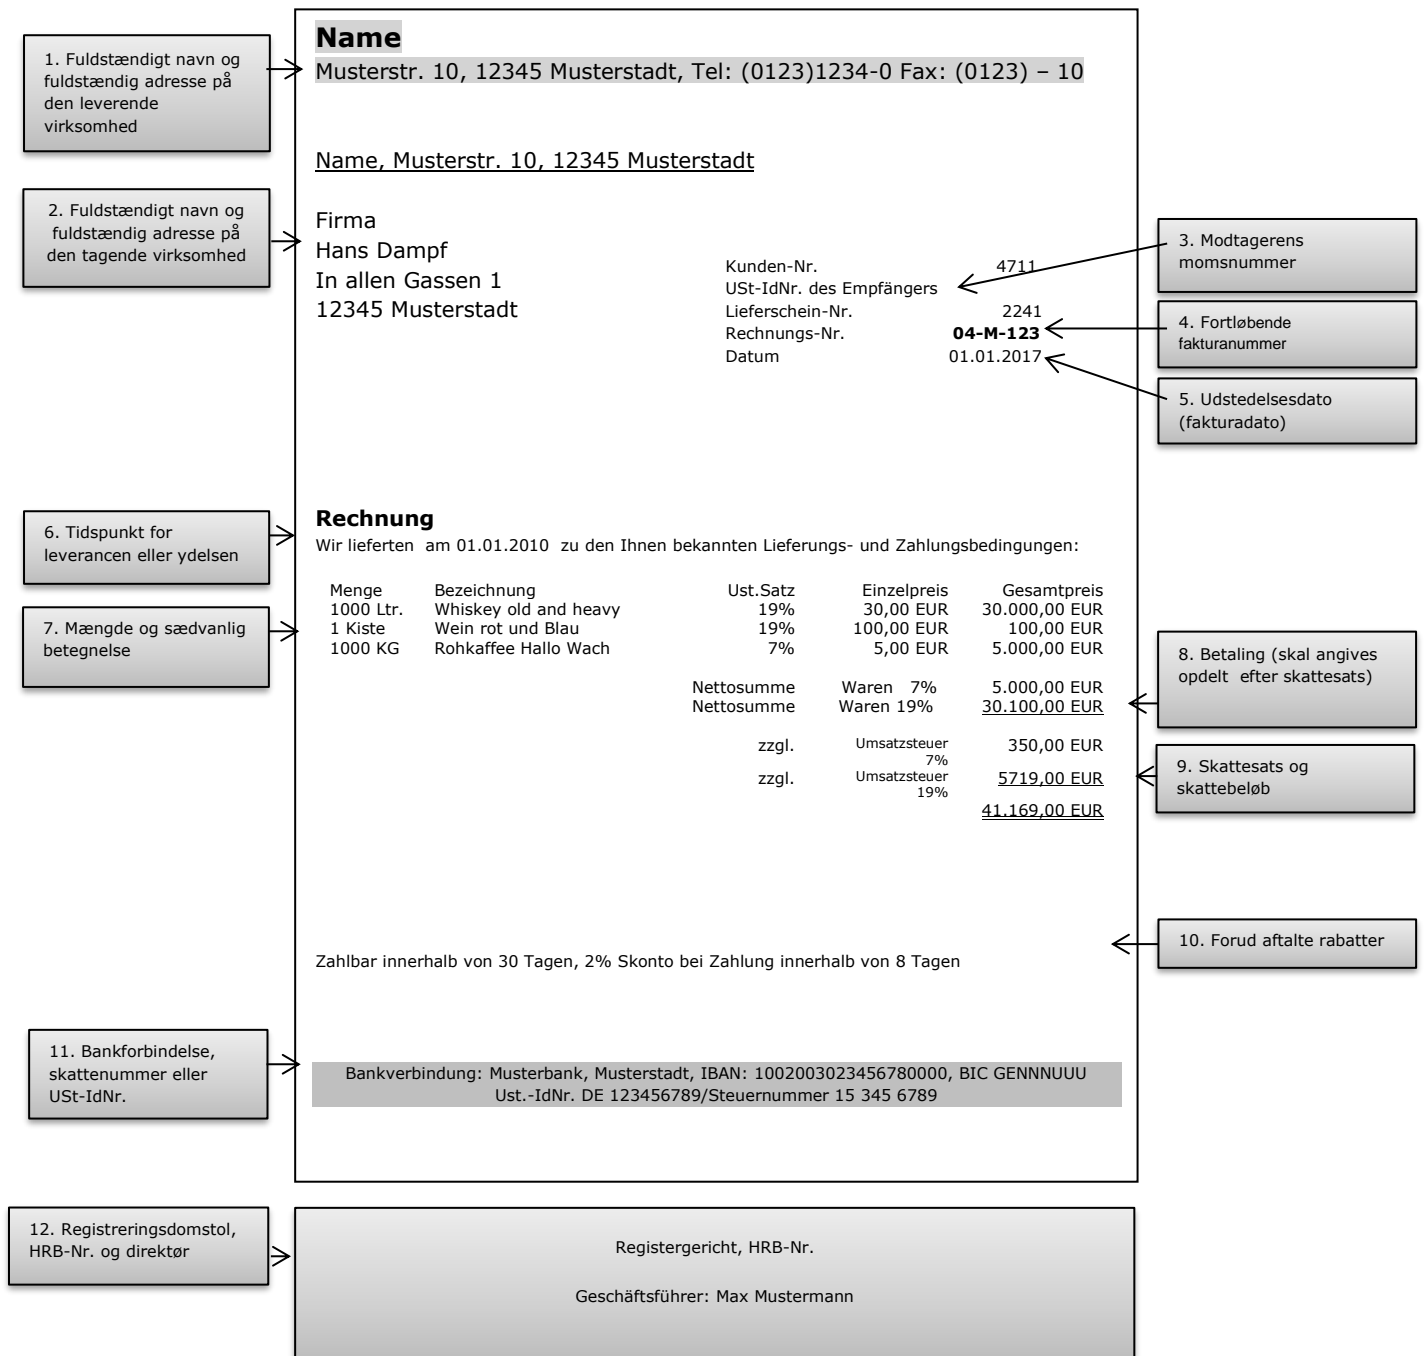 Name
1. Fuldstændigt navn og
fuldstændig adresse på
den leverende
virksomhed
Musterstr. 10, 12345 Musterstadt, Tel: (0123)1234-0 Fax: (0123) – 10
Name, Musterstr. 10, 12345 Musterstadt
2. Fuldstændigt navn og
fuldstændig adresse på
den tagende virksomhed
Firma
Hans Dampf
In allen Gassen 1
12345 Musterstadt
Kunden-Nr. 4711
USt-IdNr. des Empfängers
Lieferschein-Nr. 2241
Rechnungs-Nr. 04-M-123
Datum 01.01.2017
3. Modtagerens
momsnummer
4. Fortløbende
fakturanummer
5. Udstedelsesdato
(fakturadato)
Rechnung
6. Tidspunkt for
leverancen eller ydelsen
Wir lieferten am 01.01.2010 zu den Ihnen bekannten Lieferungs- und Zahlungsbedingungen:
Menge Bezeichnung Ust.Satz Einzelpreis Gesamtpreis
1000 Ltr. Whiskey old and heavy 19% 30,00 EUR 30.000,00 EUR
1 Kiste Wein rot und Blau 19% 100,00 EUR 100,00 EUR
1000 KG Rohkaffee Hallo Wach 7% 5,00 EUR 5.000,00 EUR
7. Mængde og sædvanlig
betegnelse
Nettosumme Waren 7% 5.000,00 EUR
Nettosumme Waren 19% 30.100,00 EUR
8. Betaling (skal angives
opdelt efter skattesats)
zzgl. Umsatzsteuer 350,00 EUR
7%
zzgl. Umsatzsteuer 5719,00 EUR
19%
41.169,00 EUR
9. Skattesats og
skattebeløb
10. Forud aftalte rabatter
Zahlbar innerhalb von 30 Tagen, 2% Skonto bei Zahlung innerhalb von 8 Tagen
11. Bankforbindelse,
skattenummer eller
USt-IdNr.
Bankverbindung: Musterbank, Musterstadt, IBAN: 1002003023456780000, BIC GENNNUUU
Ust.-IdNr. DE 123456789/Steuernummer 15 345 6789
12. Registreringsdomstol,
HRB-Nr. og direktør
Registergericht, HRB-Nr.
Geschäftsführer: Max Mustermann